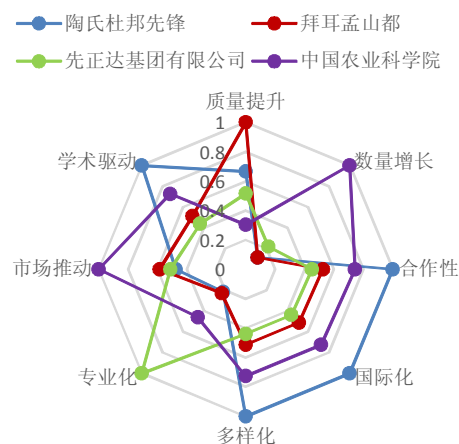 陶氏杜邦先锋
拜耳孟山都
先正达基团有限公司
中国农业科学院
质量提升
1
学术驱动
0.8
数量增长
0.6
0.4
0.2
市场推动
0
合作性
专业化
国际化
多样化